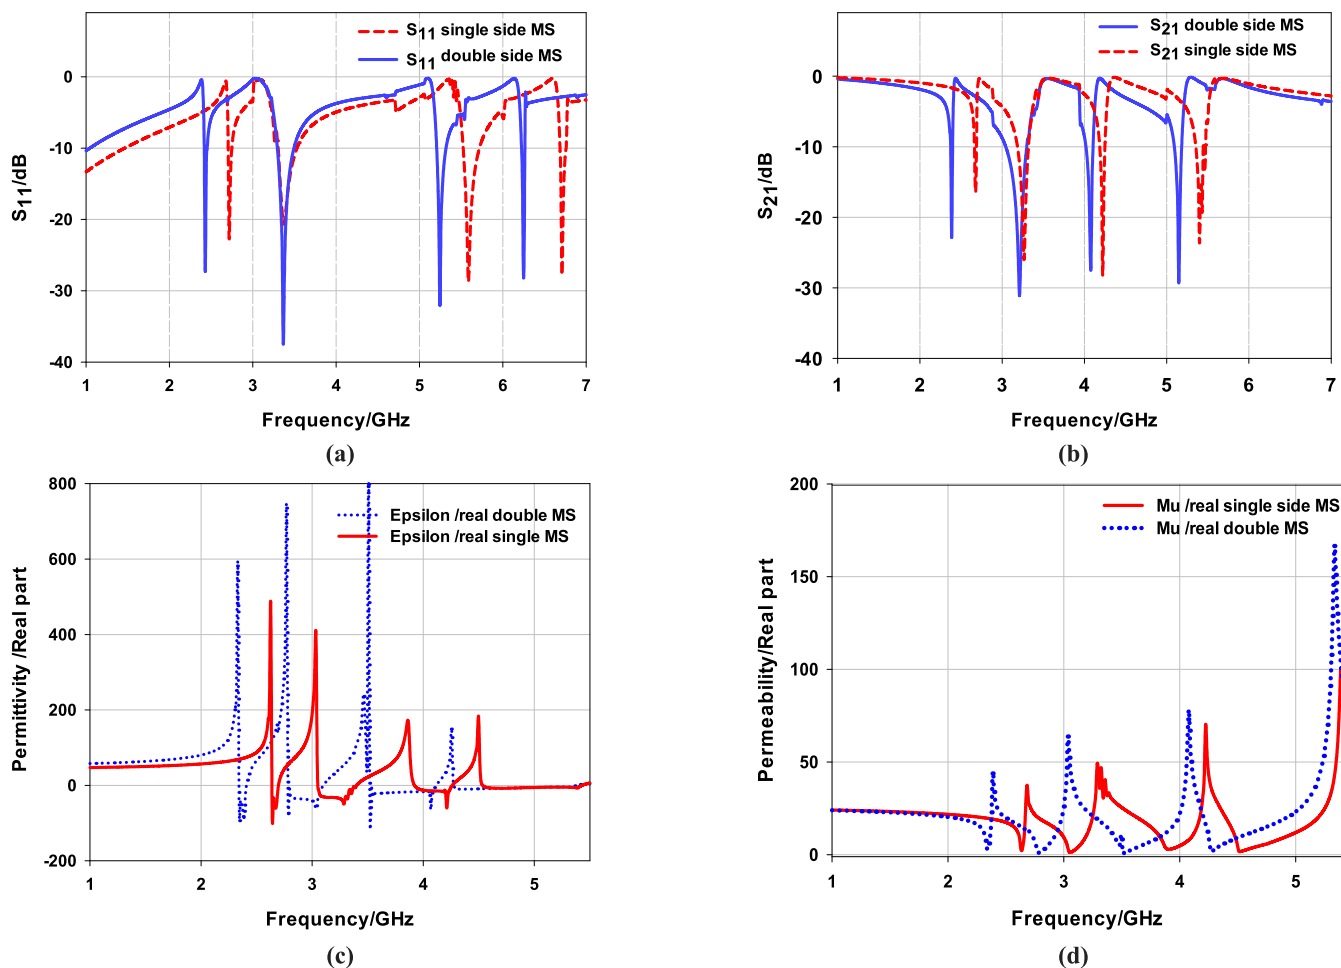 S11 single side MS
S11 double side MS
0
-10
-20
-30
-40
S11/dB
1 2 3 4 5 6 7
Frequency/GHz
(a)
S21 double side MS
S21 single side MS
0
-10
-20
-30
-40
S21/dB
1 2 3 4 5 6 7
Frequency/GHz
(b)
800
600
400
200
0
-200
Permittivity /Real part
Epsilon /real double MS
Epsilon /real single MS
1 2 3 4 5
Frequency/GHz
(c)
200
150
100
50
0
Permeability/Real part
Mu /real single side MS
Mu /real double MS
1 2 3 4 5
Frequency/GHz
(d)